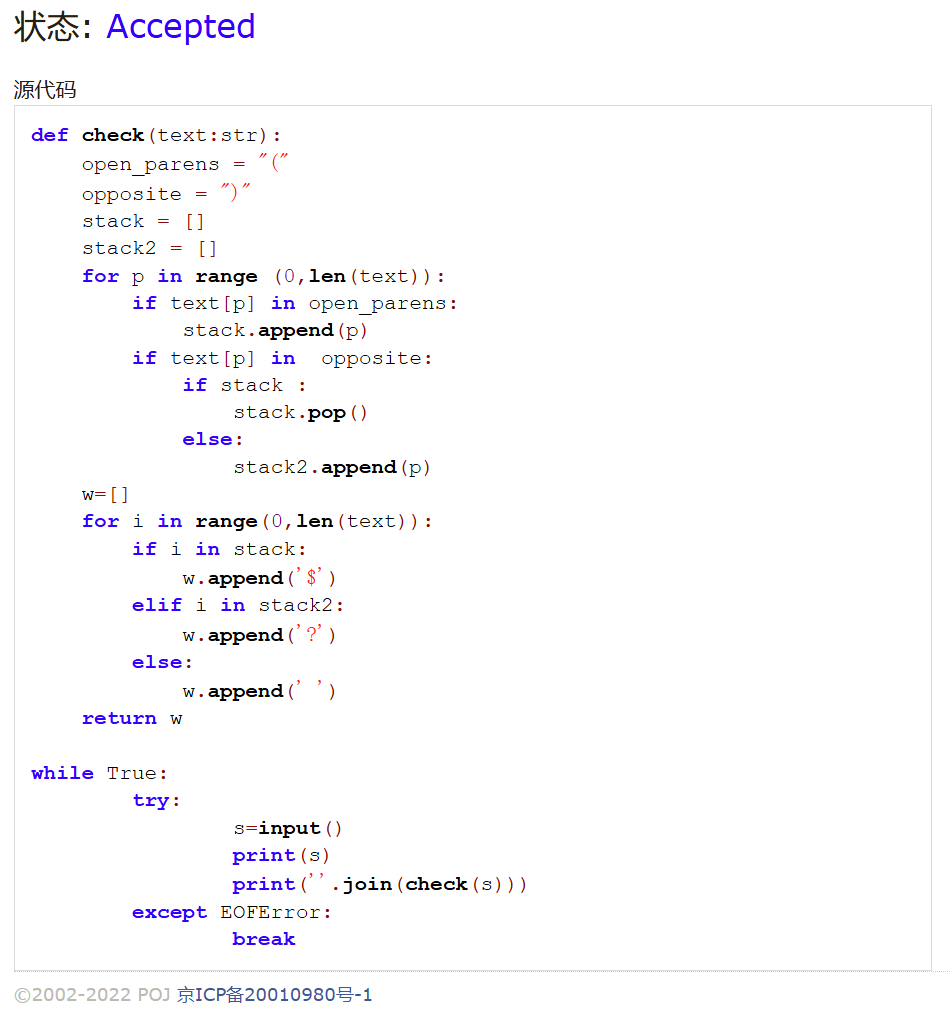 状态: Accepted
源代码
def check(text:str):
    open_parens = "("
    opposite = ")"
    stack = []
    stack2 = []
    for p in range (0,len(text)):
        if text[p] in open_parens:
            stack.append(p)
        if text[p] in  opposite:
            if stack :
                stack.pop()
            else:
                stack2.append(p)
    w=[]
    for i in range(0,len(text)):
        if i in stack:
            w.append('$')
        elif i in stack2:
            w.append('?')
        else:
            w.append(' ')
    return w

while True:
        try:
                s=input()
                print(s)
                print(''.join(check(s)))
        except EOFError:
                break
©2002-2022 POJ 京ICP备20010980号-1